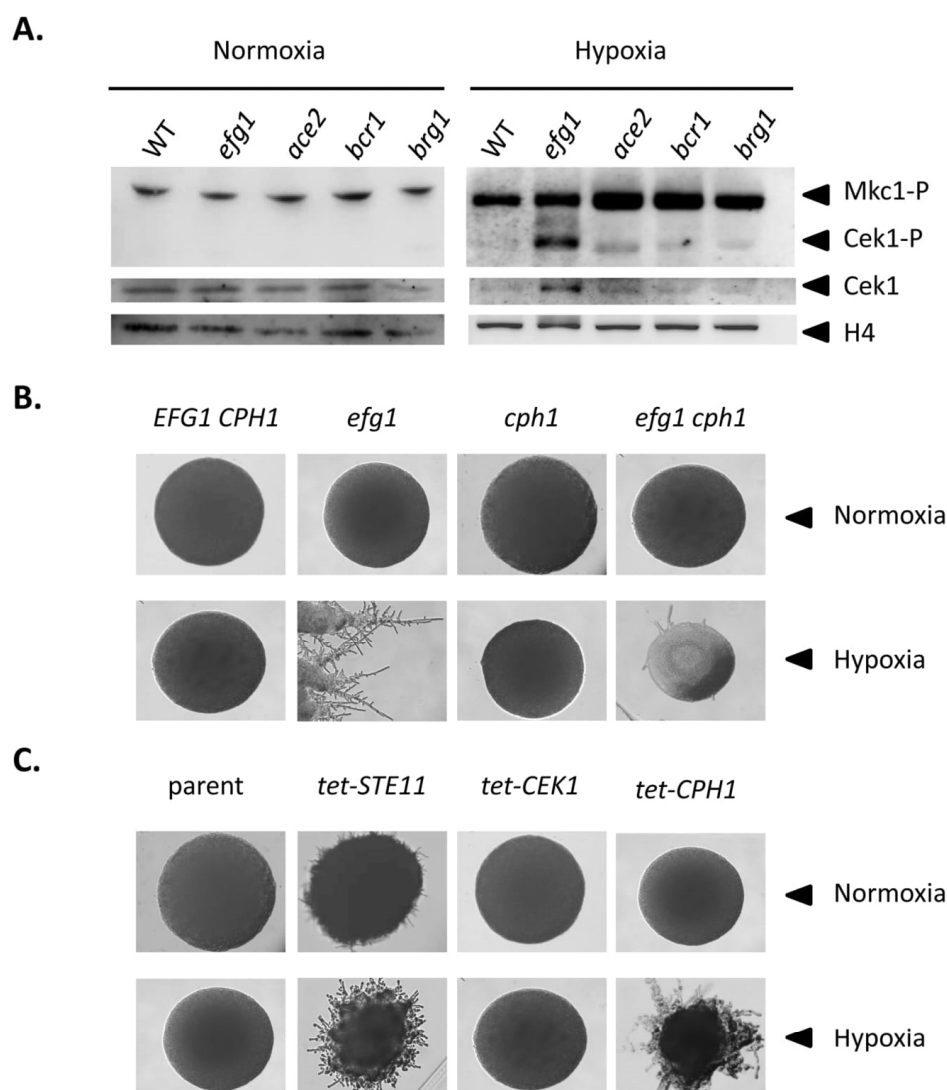 A.
Normoxia Hypoxia
WT efg1 ace2 bcr1 brg1 WT efg1 ace2 bcr1 brg1
Mkc1-P
Cek1-P
Cek1
H4
B.
EFG1 CPH1 efg1 cph1 efg1 cph1
Normoxia
Hypoxia
C.
parent tet-STE11 tet-CEK1 tet-CPH1
Normoxia
Hypoxia